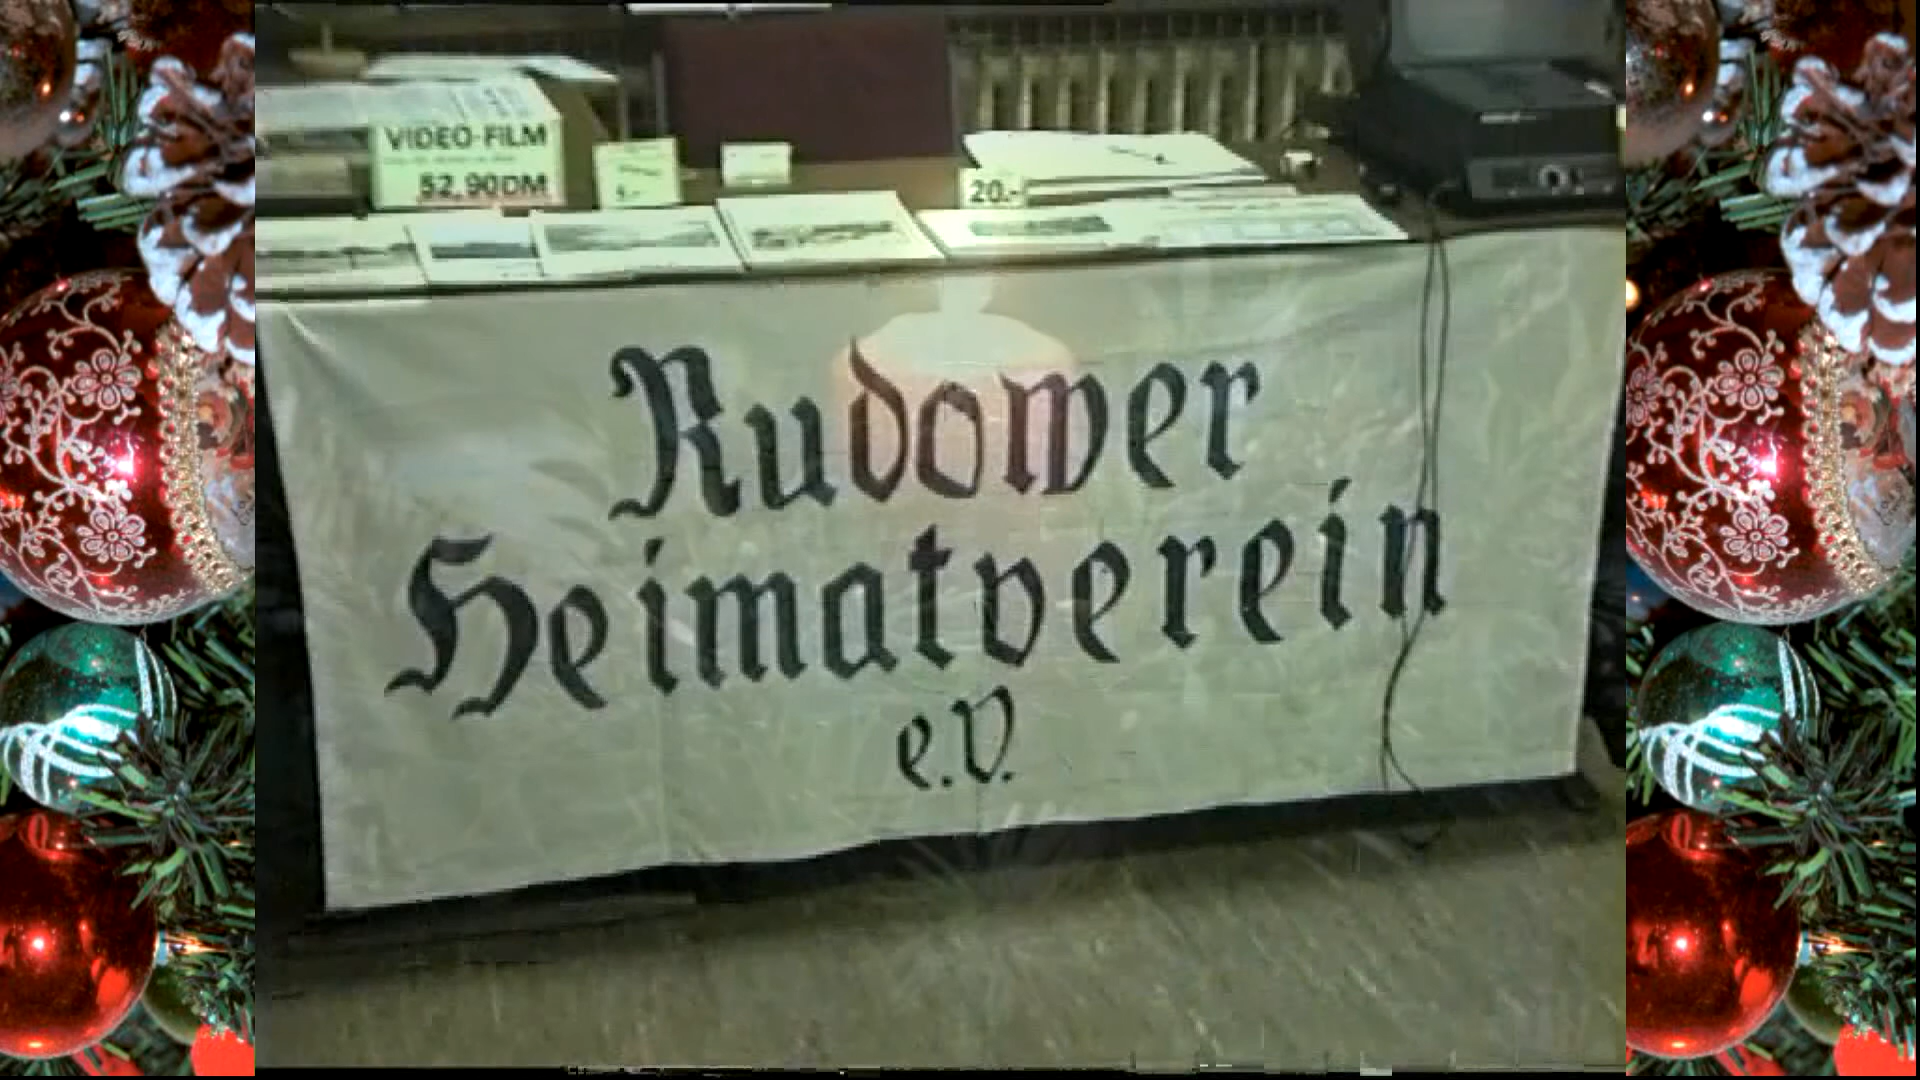 VIDEO-FILM
52,90DM
20.-
Rudower
Heimatverein
e.V.